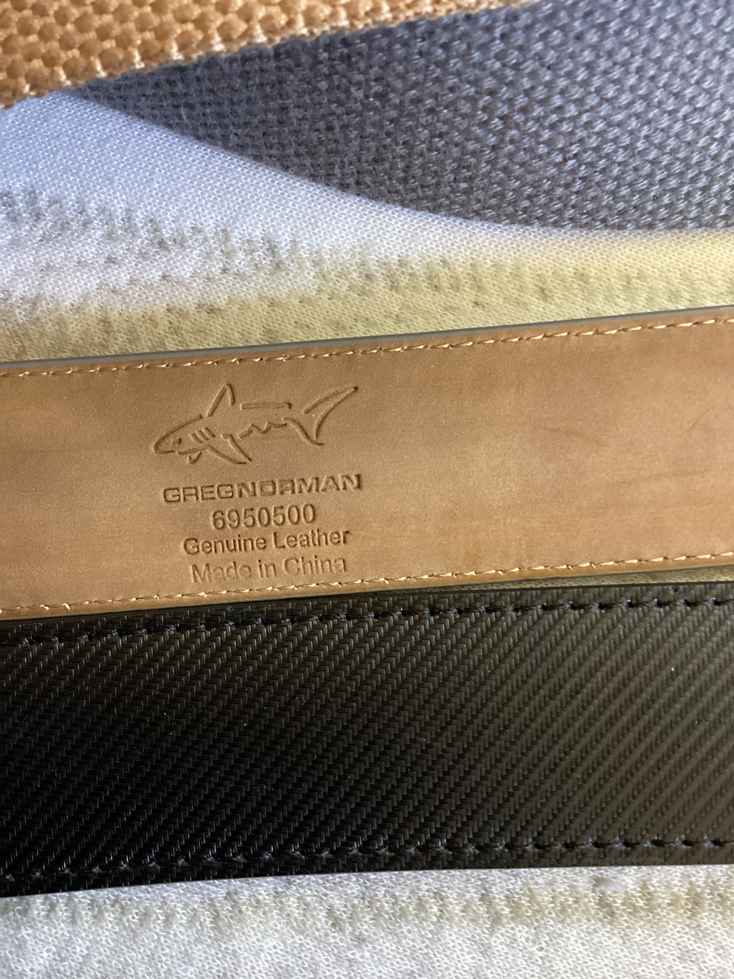 GREGNORMAN
6950500
Genuine Leather
Made in China